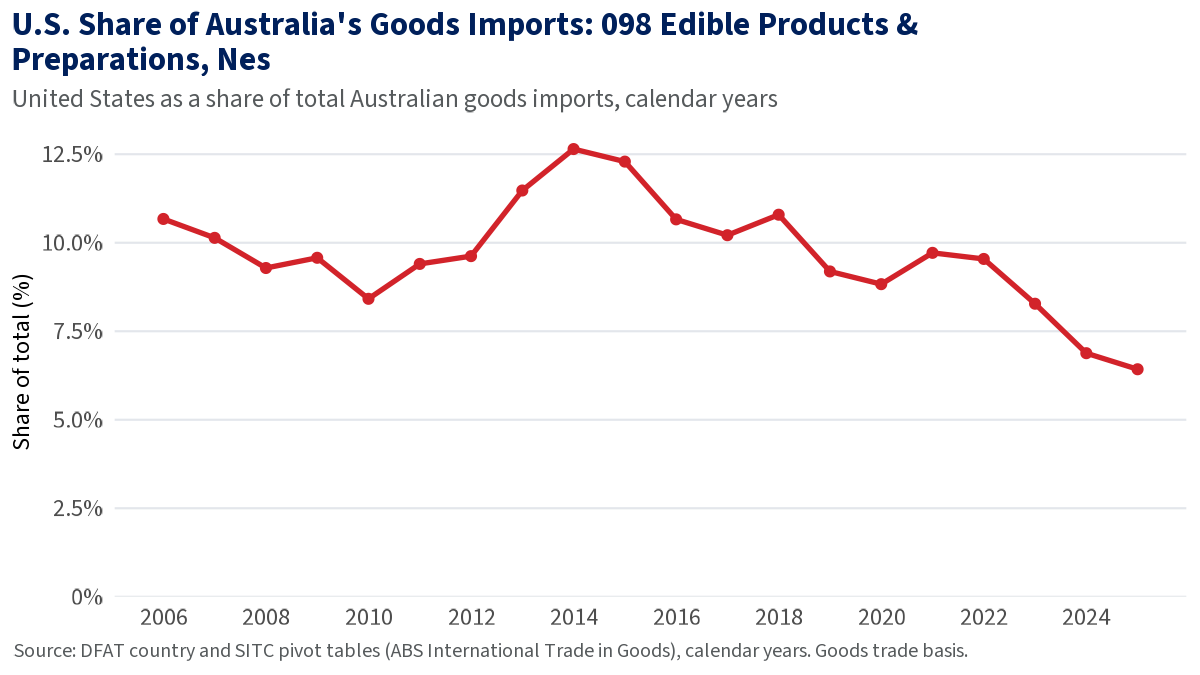 U.S. Share of Australia's Goods Imports: 098 Edible Products &
Preparations, Nes
United States as a share of total Australian goods imports, calendar years
Share of total (%)
12.5%
10.0%
7.5%
5.0%
2.5%
0%
2006 2008 2010 2012 2014 2016 2018 2020 2022 2024
Source: DFAT country and SITC pivot tables (ABS International Trade in Goods), calendar years. Goods trade basis.